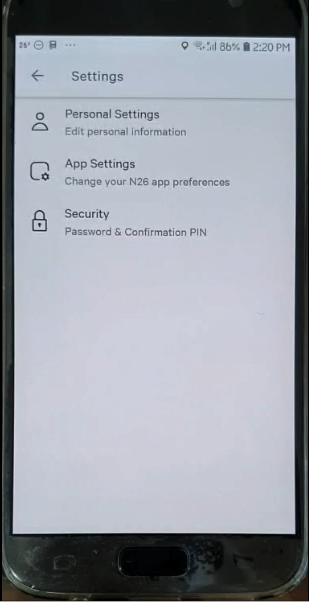 26° ... 86% 2:20 PM
Settings
Personal Settings
Edit personal information
App Settings
Change your N26 app preferences
Security
Password & Confirmation PIN